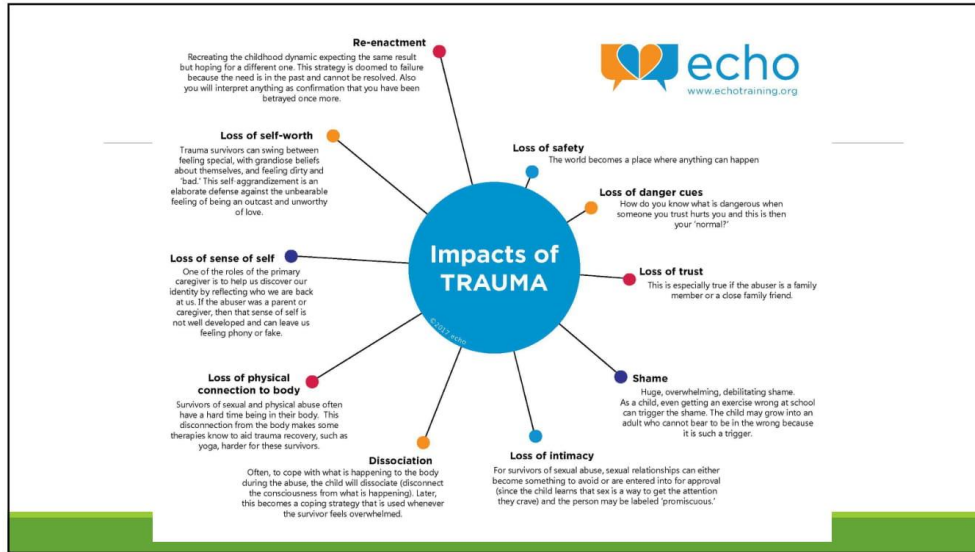 Re-enactment
Recreating the childhood dynamic expecting the same result
but hoping for a different one. This strategy is doomed to failure
because the need is in the past and cannot be resolved. Also
you will interpret anything as confirmation that you have been
betrayed once more.
echo
www.echotraining.org
Loss of self-worth
Trauma survivors can swing between
feeling special, with grandiose beliefs
about themselves, and feeling dirty and
'bad.' This self-aggrandizement is an
elaborate defense against the unbearable
feeling of being an outcast and unworthy
of love.
Loss of safety
The world becomes a place where anything can happen
Loss of danger cues
How do you know what is dangerous when
someone you trust hurts you and this is then
your 'normal?'
Impacts of
TRAUMA
©2017 echo
Loss of sense of self
One of the roles of the primary
caregiver is to help us discover our
identity by reflecting who we are back
at us. If the abuser was a parent or
caregiver, then that sense of self is
not well developed and can leave us
feeling phony or fake.
Loss of trust
This is especially true if the abuser is a family
member or a close family friend.
Loss of physical
connection to body
Survivors of sexual and physical abuse often
have a hard time being in their body. This
disconnection from the body makes some
therapies know to aid trauma recovery, such as
yoga, harder for these survivors.
Shame
Huge, overwhelming, debilitating shame.
As a child, even getting an exercise wrong at school
can trigger the shame. The child may grow into an
adult who cannot bear to be in the wrong because
it is such a trigger.
Dissociation
Often, to cope with what is happening to the body
during the abuse, the child will dissociate (disconnect
the consciousness from what is happening). Later,
this becomes a coping strategy that is used whenever
the survivor feels overwhelmed.
Loss of intimacy
For survivors of sexual abuse, sexual relationships can either
become something to avoid or are entered into for approval
(since the child learns that sex is a way to get the attention
they crave) and the person may be labeled 'promiscuous.'